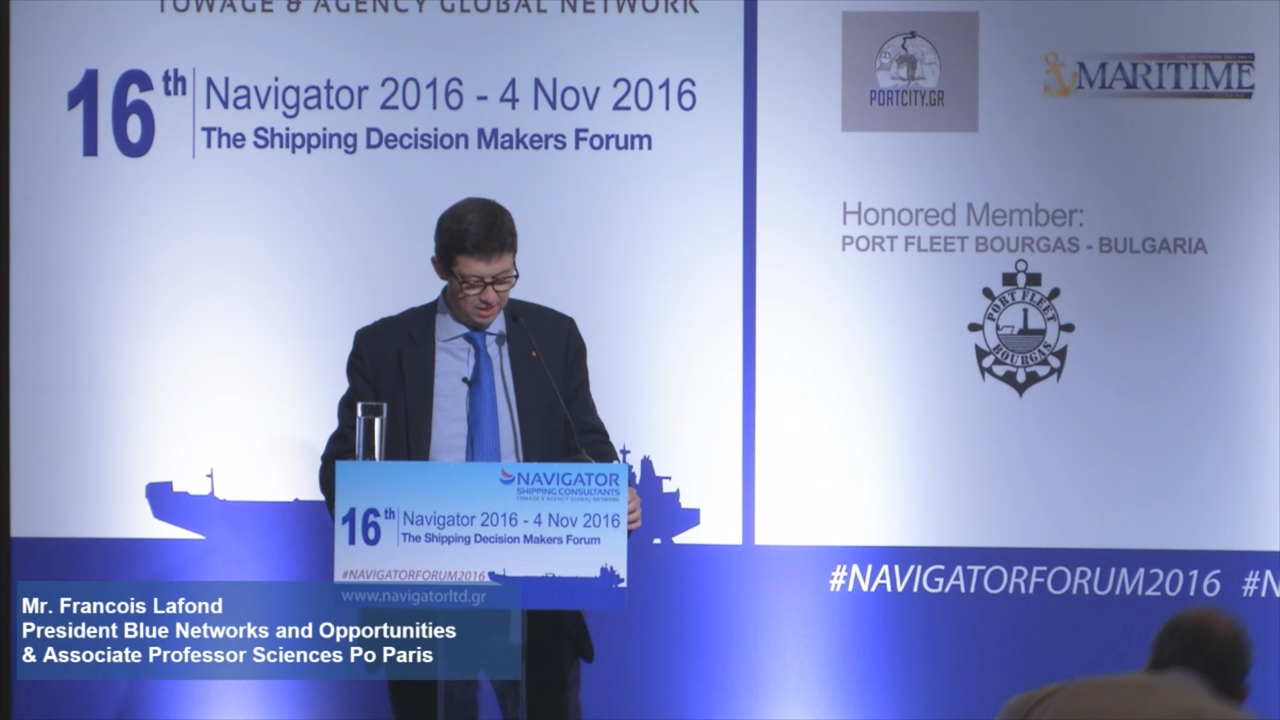 TOWAGE & AGENCY GLOBAL NETWORK
16th
Navigator 2016 - 4 Nov 2016
The Shipping Decision Makers Forum
PORTCITY.GR
MARITIME
Honored Member:
PORT FLEET BOURGAS - BULGARIA
PORT FLEET
BOURGAS
NAVIGATOR
SHIPPING CONSULTANTS
TOWAGE & AGENCY GLOBAL NETWORK
16th
Navigator 2016 - 4 Nov 2016
The Shipping Decision Makers Forum
#NAVIGATORFORUM2016
www.navigatorltd.gr
#NAVIGATORFORUM2016 #N
Mr. Francois Lafond
President Blue Networks and Opportunities
& Associate Professor Sciences Po Paris